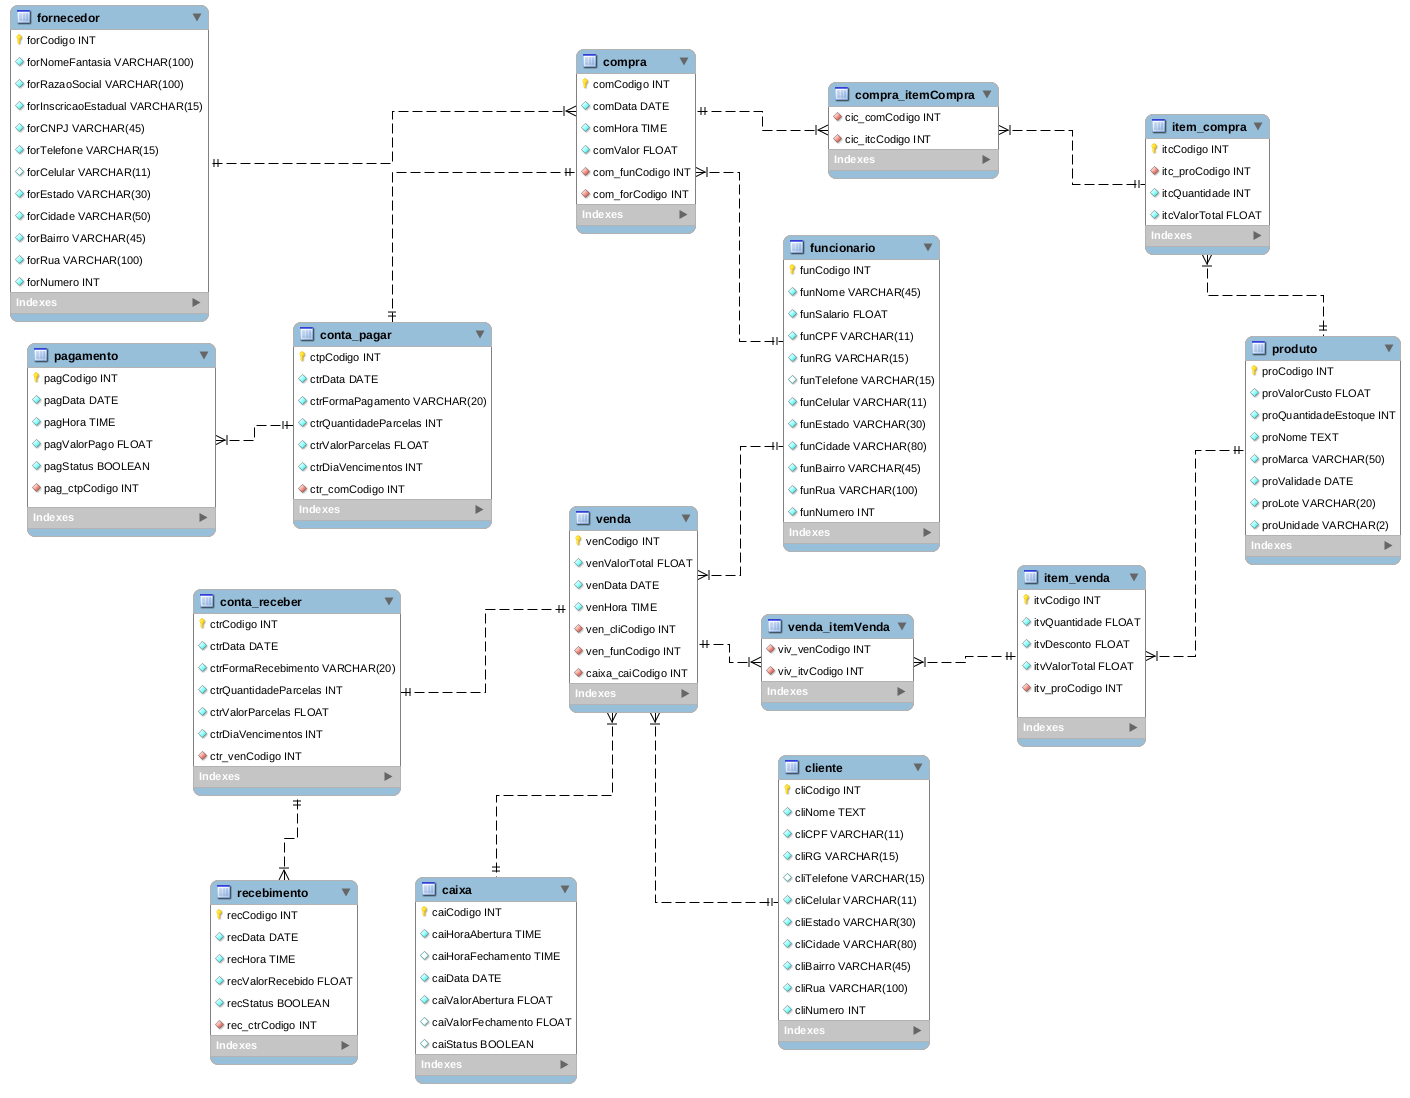 fornecedor
forCodigo INT
forNomeFantasia VARCHAR(100)
forRazaoSocial VARCHAR(100)
forInscricaoEstadual VARCHAR(15)
forCNPJ VARCHAR(45)
forTelefone VARCHAR(15)
forCelular VARCHAR(11)
forEstado VARCHAR(30)
forCidade VARCHAR(50)
forBairro VARCHAR(45)
forRua VARCHAR(100)
forNumero INT
Indexes
compra
comCodigo INT
comData DATE
comHora TIME
comValor FLOAT
com_funCodigo INT
com_forCodigo INT
Indexes
compra_itemCompra
cic_comCodigo INT
cic_itcCodigo INT
Indexes
item_compra
itcCodigo INT
itc_proCodigo INT
itcQuantidade INT
itcValorTotal FLOAT
Indexes
funcionario
funCodigo INT
funNome VARCHAR(45)
funSalario FLOAT
funCPF VARCHAR(11)
funRG VARCHAR(15)
funTelefone VARCHAR(15)
funCelular VARCHAR(11)
funEstado VARCHAR(30)
funCidade VARCHAR(80)
funBairro VARCHAR(45)
funRua VARCHAR(100)
funNumero INT
Indexes
pagamento
pagCodigo INT
pagData DATE
pagHora TIME
pagValorPago FLOAT
pagStatus BOOLEAN
pag_ctpCodigo INT
Indexes
conta_pagar
ctpCodigo INT
ctrData DATE
ctrFormaPagamento VARCHAR(20)
ctrQuantidadeParcelas INT
ctrValorParcelas FLOAT
ctrDiaVencimentos INT
ctr_comCodigo INT
Indexes
produto
proCodigo INT
proValorCusto FLOAT
proQuantidadeEstoque INT
proNome TEXT
proMarca VARCHAR(50)
proValidade DATE
proLote VARCHAR(20)
proUnidade VARCHAR(2)
Indexes
venda
venCodigo INT
venValorTotal FLOAT
venData DATE
venHora TIME
ven_cliCodigo INT
ven_funCodigo INT
caixa_caiCodigo INT
Indexes
conta_receber
ctrCodigo INT
ctrData DATE
ctrFormaRecebimento VARCHAR(20)
ctrQuantidadeParcelas INT
ctrValorParcelas FLOAT
ctrDiaVencimentos INT
ctr_venCodigo INT
Indexes
venda_itemVenda
viv_venCodigo INT
viv_itvCodigo INT
Indexes
item_venda
itvCodigo INT
itvQuantidade FLOAT
itvDesconto FLOAT
itvValorTotal FLOAT
itv_proCodigo INT
Indexes
cliente
cliCodigo INT
cliNome TEXT
cliCPF VARCHAR(11)
cliRG VARCHAR(15)
cliTelefone VARCHAR(15)
cliCelular VARCHAR(11)
cliEstado VARCHAR(30)
cliCidade VARCHAR(80)
cliBairro VARCHAR(45)
cliRua VARCHAR(100)
cliNumero INT
Indexes
recebimento
recCodigo INT
recData DATE
recHora TIME
recValorRecebido FLOAT
recStatus BOOLEAN
rec_ctrCodigo INT
Indexes
caixa
caiCodigo INT
caiHoraAbertura TIME
caiHoraFechamento TIME
caiData DATE
caiValorAbertura FLOAT
caiValorFechamento FLOAT
caiStatus BOOLEAN
Indexes